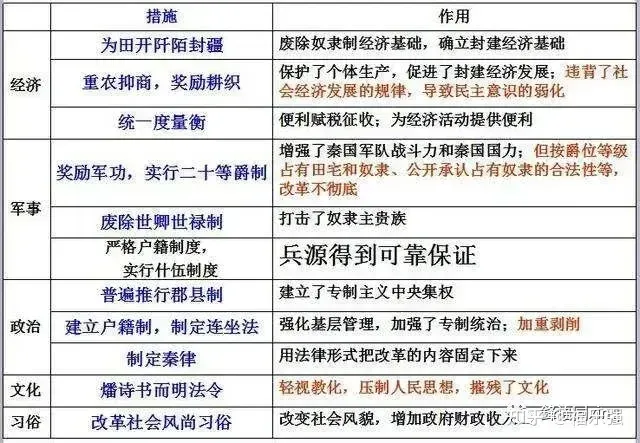 措施
作用
经济
为田开阡陌封疆
废除奴隶制经济基础，确立封建经济基础
重农抑商，奖励耕织
保护了个体生产，促进了封建经济发展；违背了社
会经济发展的规律，导致民主意识的弱化
统一度量衡
便利赋税征收；为经济活动提供便利
军事
奖励军功，实行二十等爵制
增强了秦国军队战斗力和秦国国力；但按爵位等级
占有田宅和奴隶、公开承认占有奴隶的合法性等，
改革不彻底
废除世卿世禄制
打击了奴隶主贵族
严格户籍制度，
实行什伍制度
兵源得到可靠保证
政治
普遍推行郡县制
建立了专制主义中央集权
建立户籍制，制定连坐法
强化基层管理，加强了专制统治；加重剥削
制定秦律
用法律形式把改革的内容固定下来
文化
燔诗书而明法令
轻视教化，压制人民思想，摧残了文化
习俗
改革社会风尚习俗
改变社会风貌，增加政府财政收入